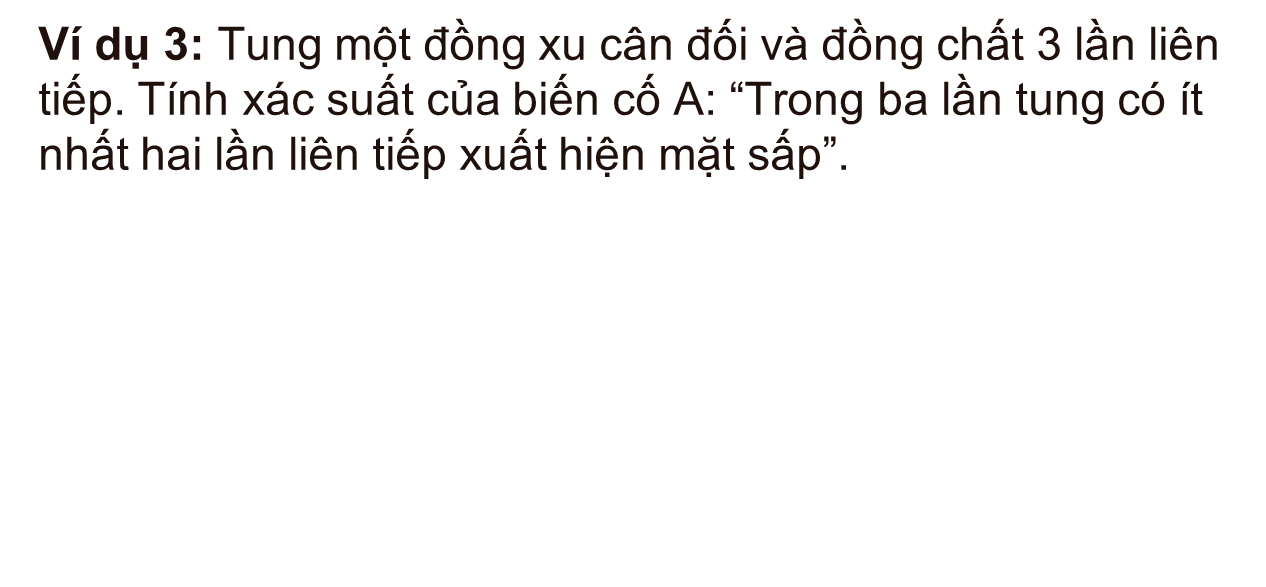 Ví dụ 3: Tung một đồng xu cân đối và đồng chất 3 lần liên
tiếp. Tính xác suất của biến cố A: “Trong ba lần tung có ít
nhất hai lần liên tiếp xuất hiện mặt sấp”.